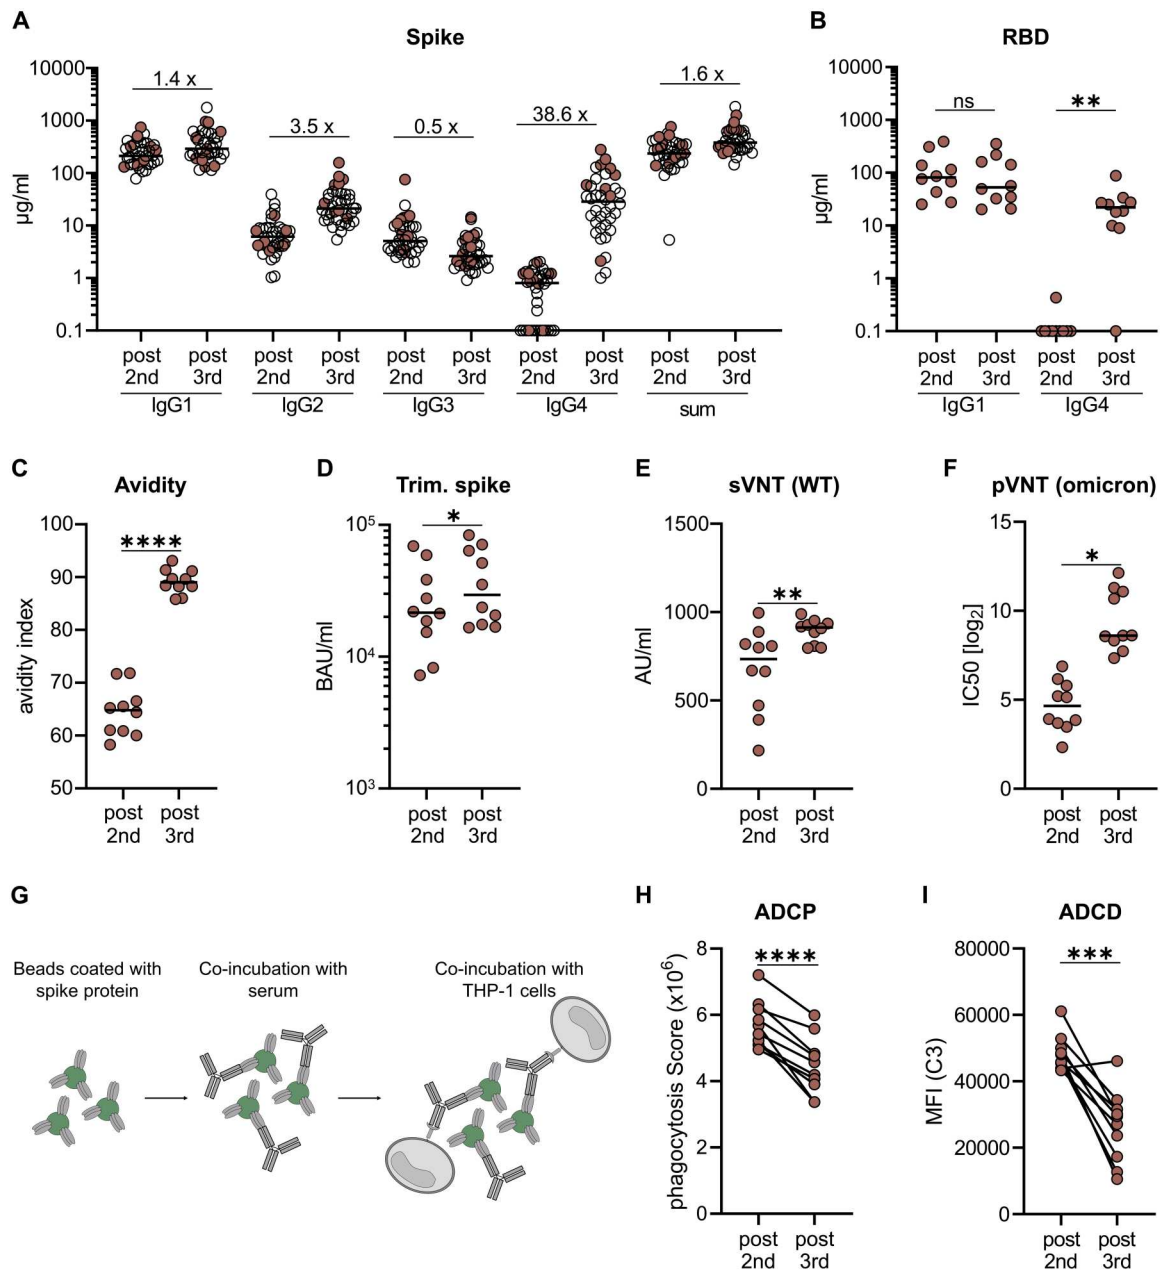 A
Spike
10000
1000
100
10
1
0.1
µg/ml
1.4 x
3.5 x
0.5 x
38.6 x
1.6 x
post post post post post post post post post post
2nd 3rd 2nd 3rd 2nd 3rd 2nd 3rd 2nd 3rd
IgG1 IgG2 IgG3 IgG4 sum
B
RBD
10000
1000
100
10
1
0.1
µg/ml
ns
**
post post post post
2nd 3rd 2nd 3rd
IgG1 IgG4
C
Avidity
100
90
80
70
60
50
avidity index
****
post post
2nd 3rd
D
Trim. spike
10⁵
10⁴
10³
BAU/ml
*
post post
2nd 3rd
E
sVNT (WT)
1500
1000
500
0
AU/ml
**
post post
2nd 3rd
F
pVNT (omicron)
15
10
5
0
IC50 [log₂]
*
post post
2nd 3rd
G
Beads coated with
spike protein
Co-incubation with
serum
Co-incubation with
THP-1 cells
H
ADCP
8
6
4
2
0
phagocytosis Score (x10⁶)
****
post post
2nd 3rd
I
ADCD
80000
60000
40000
20000
0
MFI (C3)
***
post post
2nd 3rd